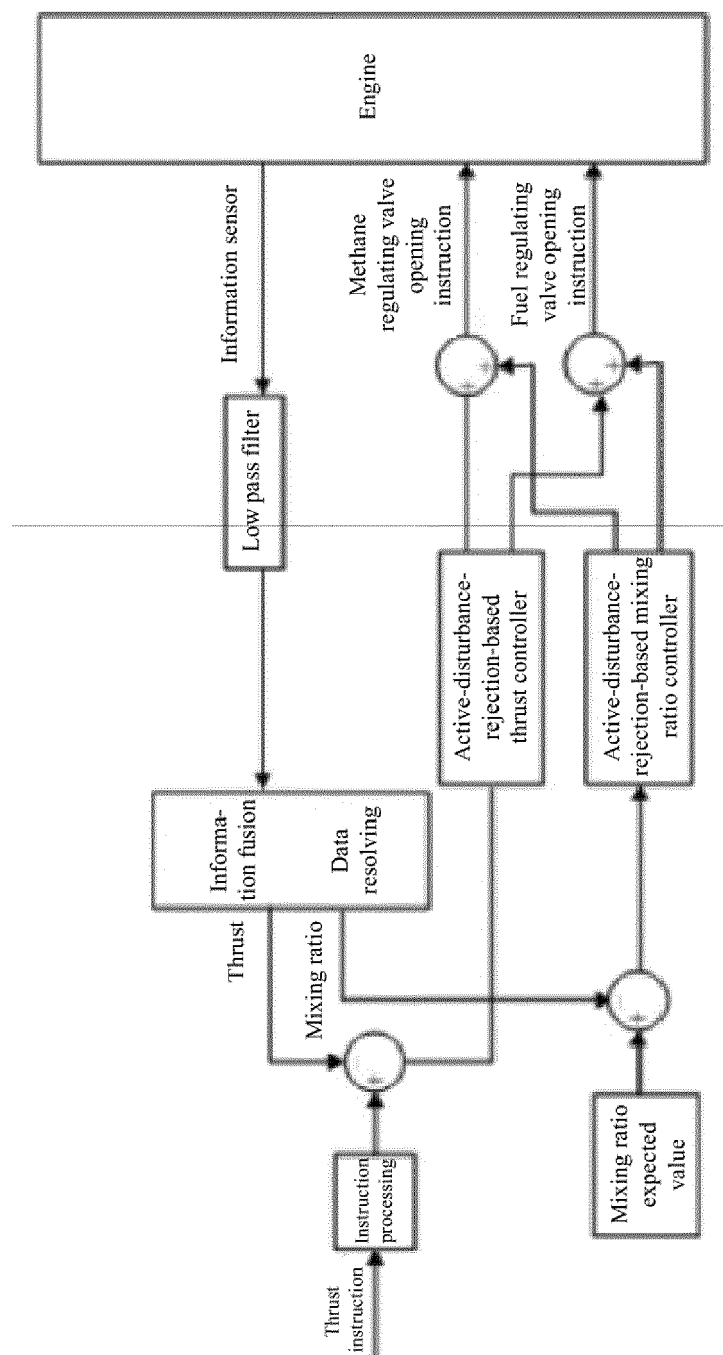 Engine
Information sensor
Methane
regulating valve
opening
instruction
Fuel regulating
valve opening
instruction
+
+
+
+
Low pass filter
Active-disturbance-
rejection-based
thrust controller
Active-disturbance-
rejection-based mixing
ratio controller
Informa-
tion fusion
Data
resolving
Thrust
Mixing ratio
+
+
Instruction
processing
Mixing ratio
expected
value
Thrust
instruction